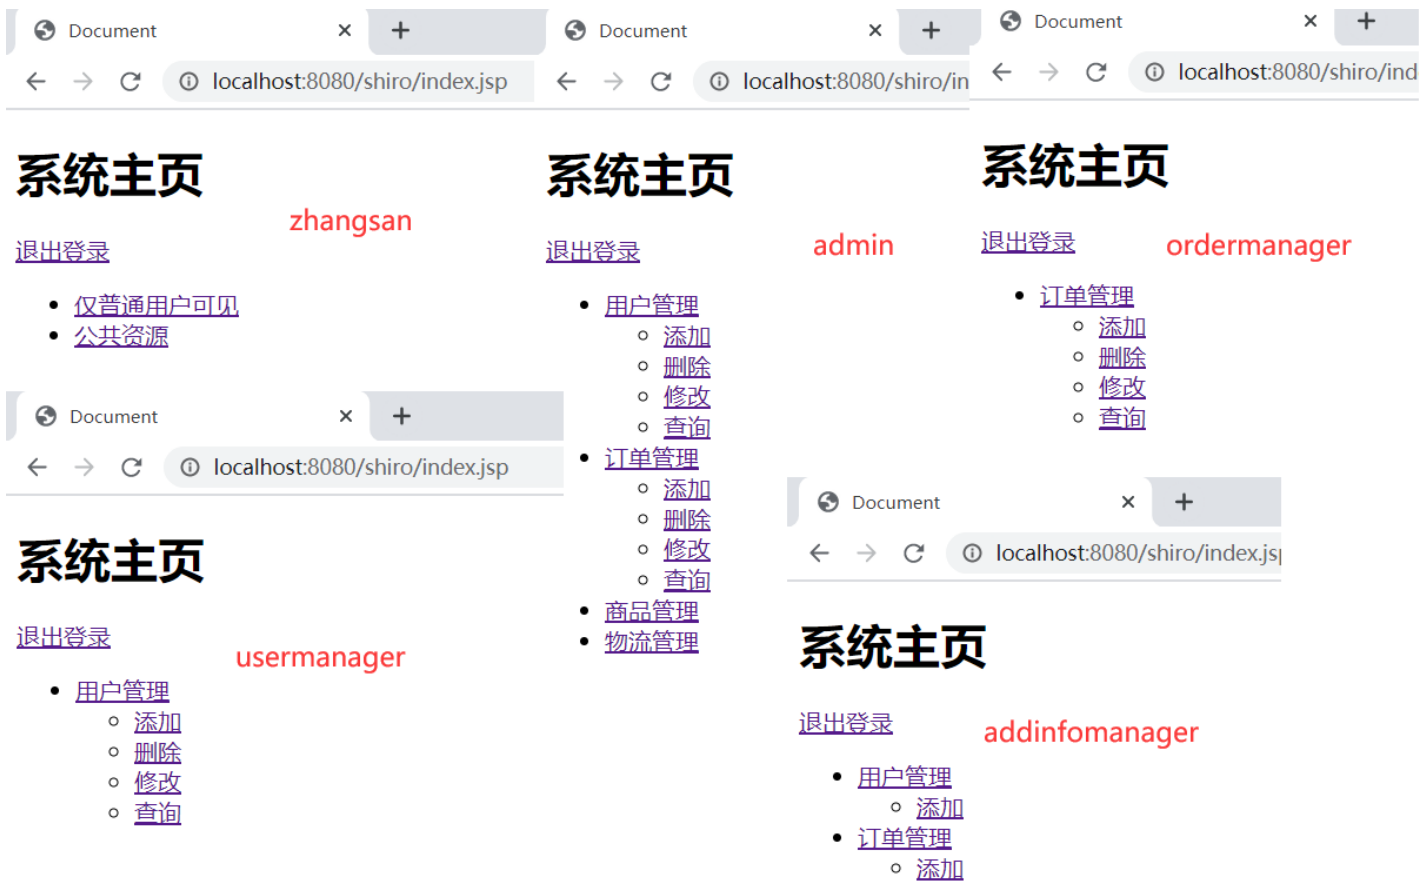 Document
localhost:8080/shiro/index.jsp
系统主页
zhangsan
退出登录
仅普通用户可见
公共资源
Document
localhost:8080/shiro/in
系统主页
admin
退出登录
用户管理
添加
删除
修改
查询
订单管理
添加
删除
修改
查询
商品管理
物流管理
Document
localhost:8080/shiro/ind
系统主页
退出登录
ordermanager
订单管理
添加
删除
修改
查询
Document
localhost:8080/shiro/index.jsp
系统主页
退出登录
usermanager
用户管理
添加
删除
修改
查询
Document
localhost:8080/shiro/index.jsp
系统主页
退出登录
addinfomanager
用户管理
添加
订单管理
添加